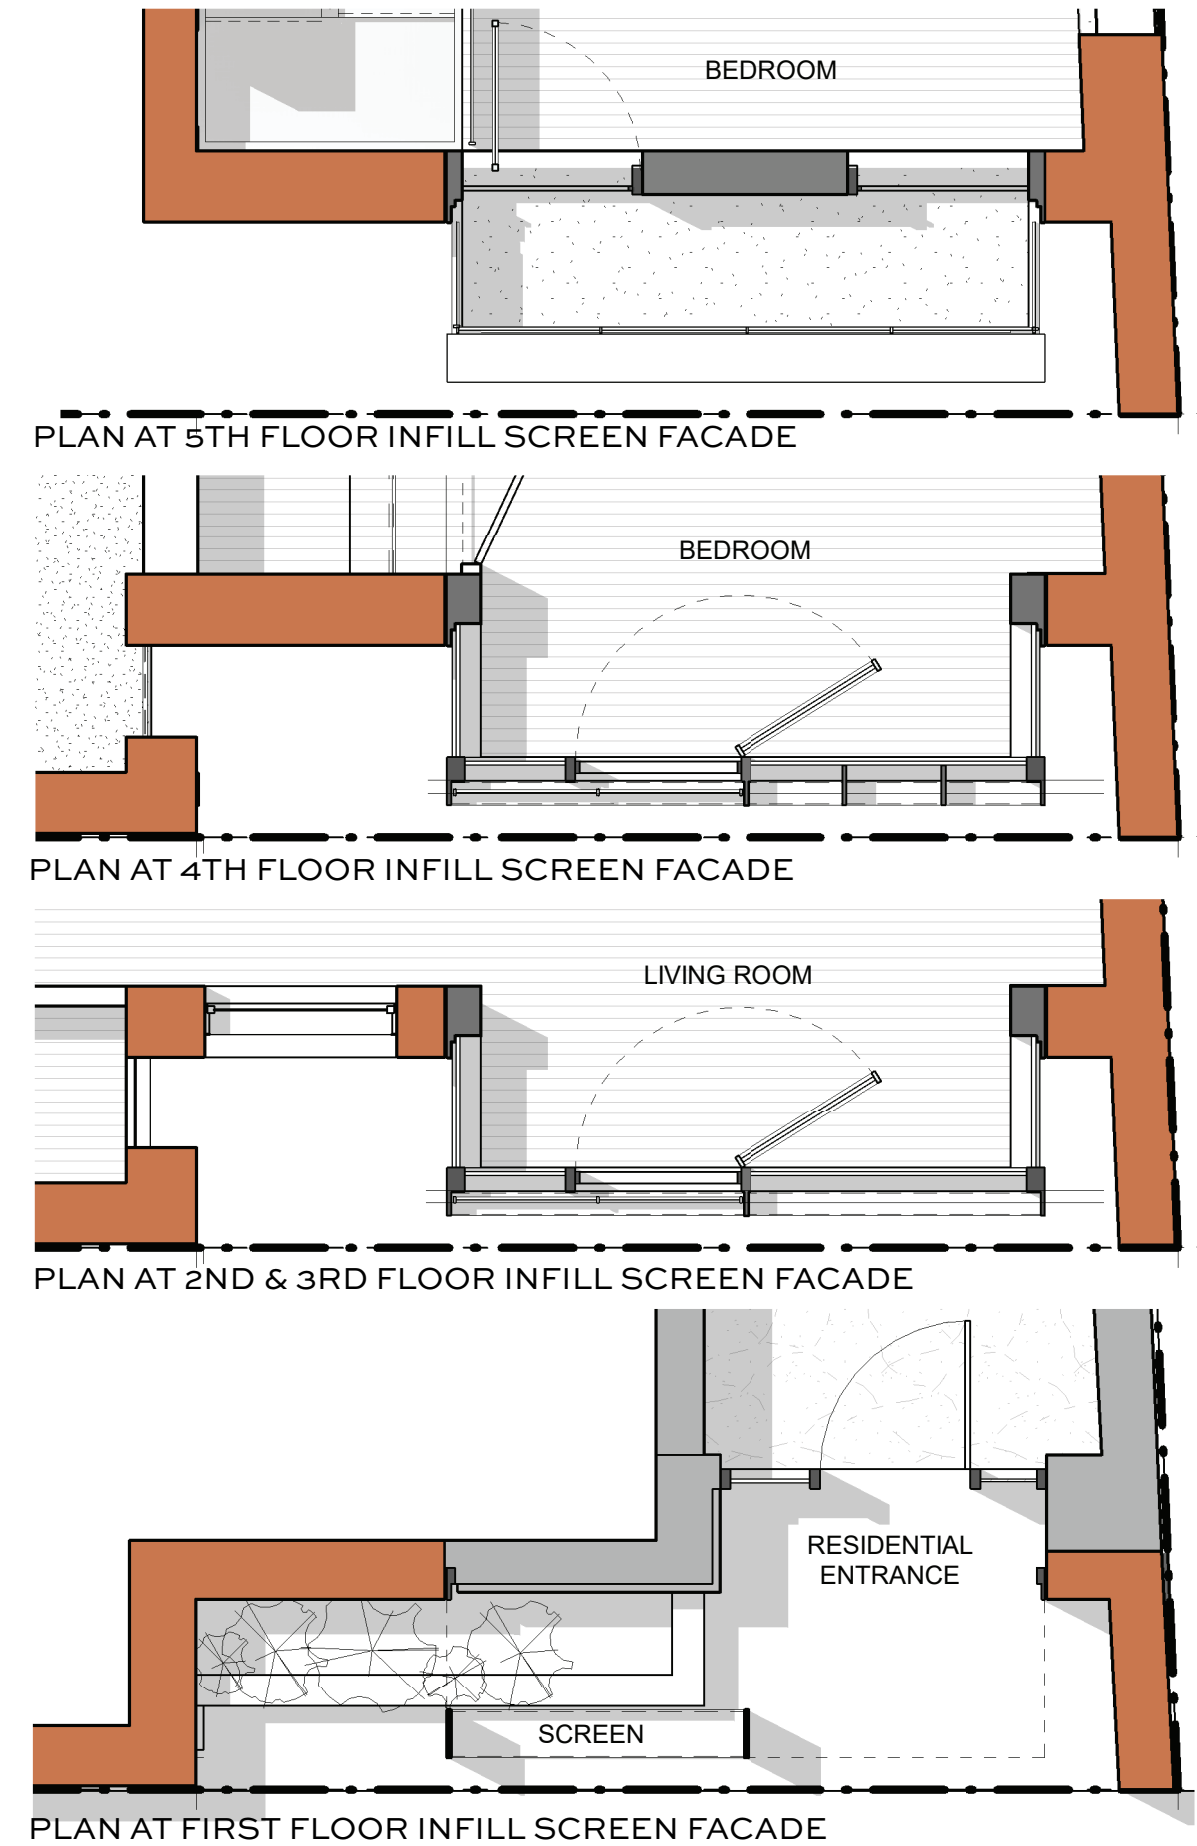 BEDROOM
PLAN AT 5TH FLOOR INFILL SCREEN FACADE
BEDROOM
PLAN AT 4TH FLOOR INFILL SCREEN FACADE
LIVING ROOM
PLAN AT 2ND & 3RD FLOOR INFILL SCREEN FACADE
RESIDENTIAL
ENTRANCE
SCREEN
PLAN AT FIRST FLOOR INFILL SCREEN FACADE